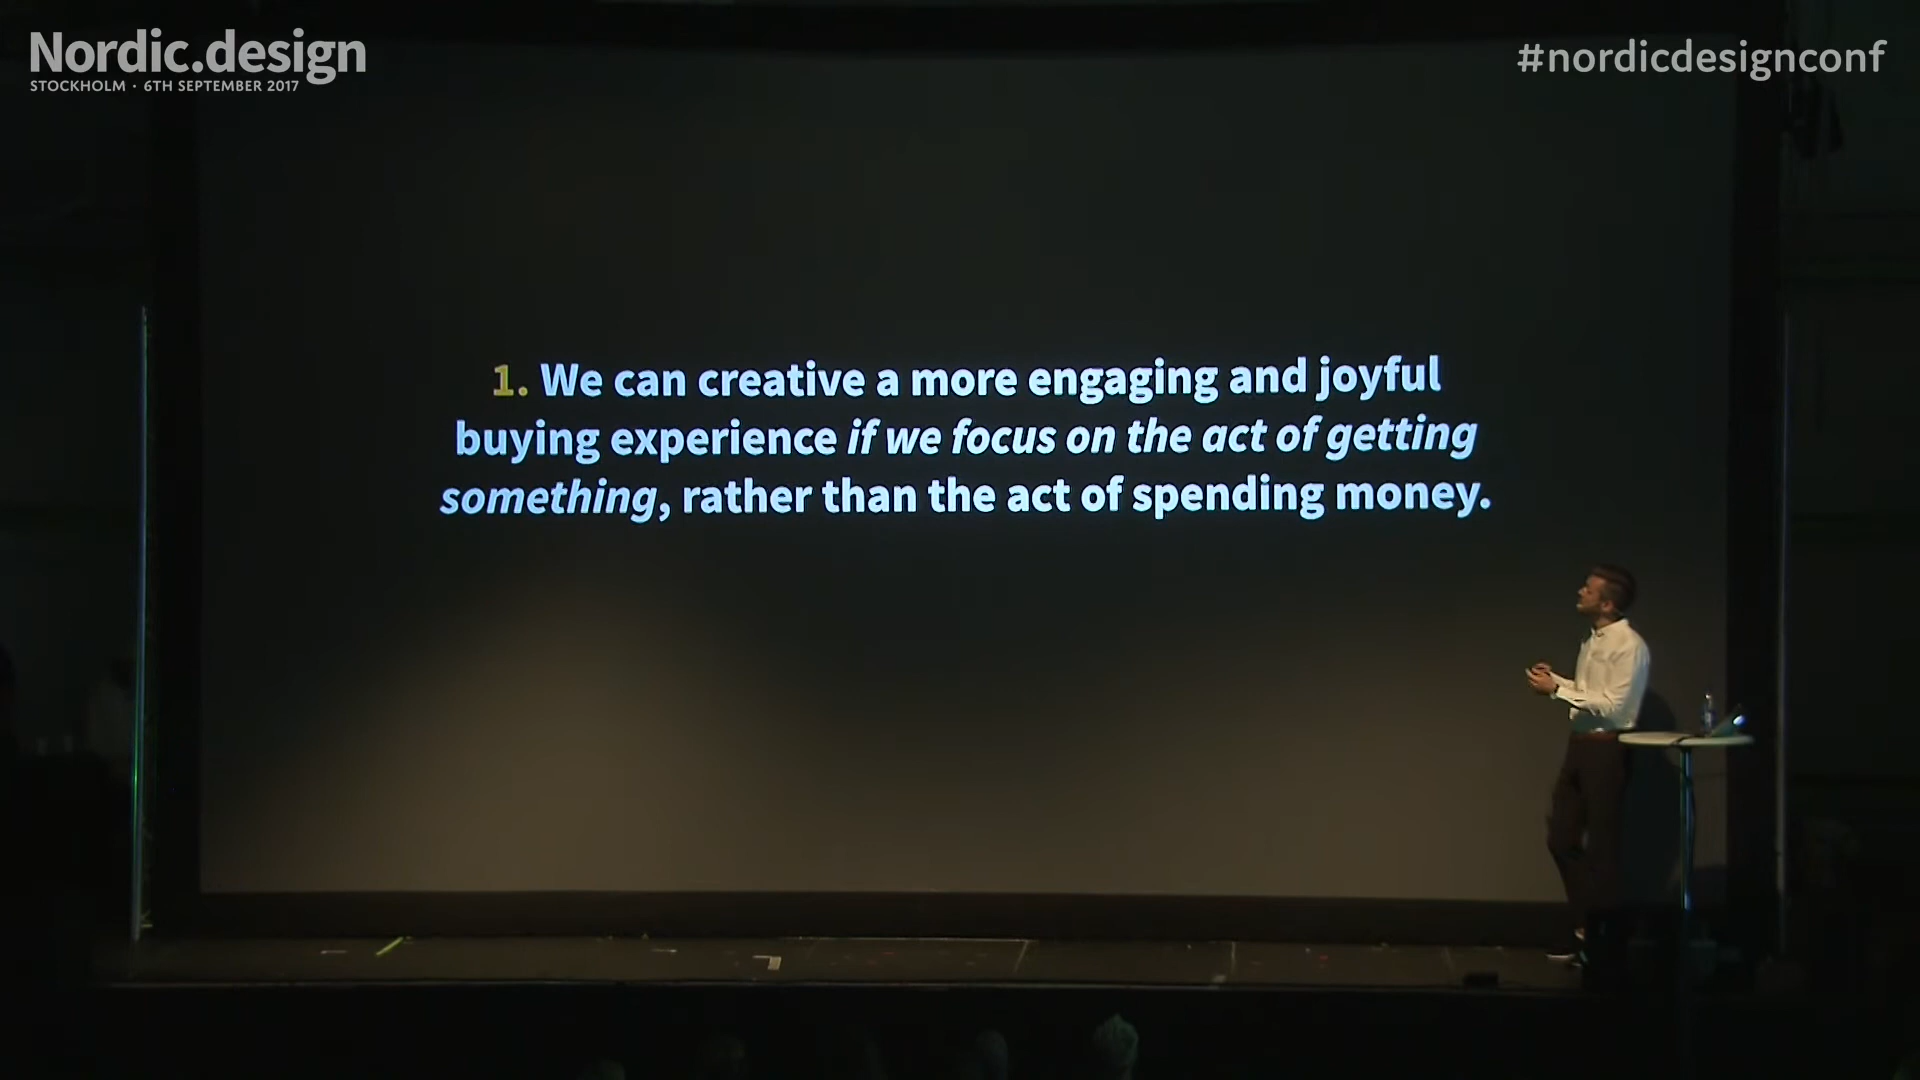 Nordic.design
STOCKHOLM · 6TH SEPTEMBER 2017
#nordicdesignconf
1. We can creative a more engaging and joyful
buying experience if we focus on the act of getting
something, rather than the act of spending money.